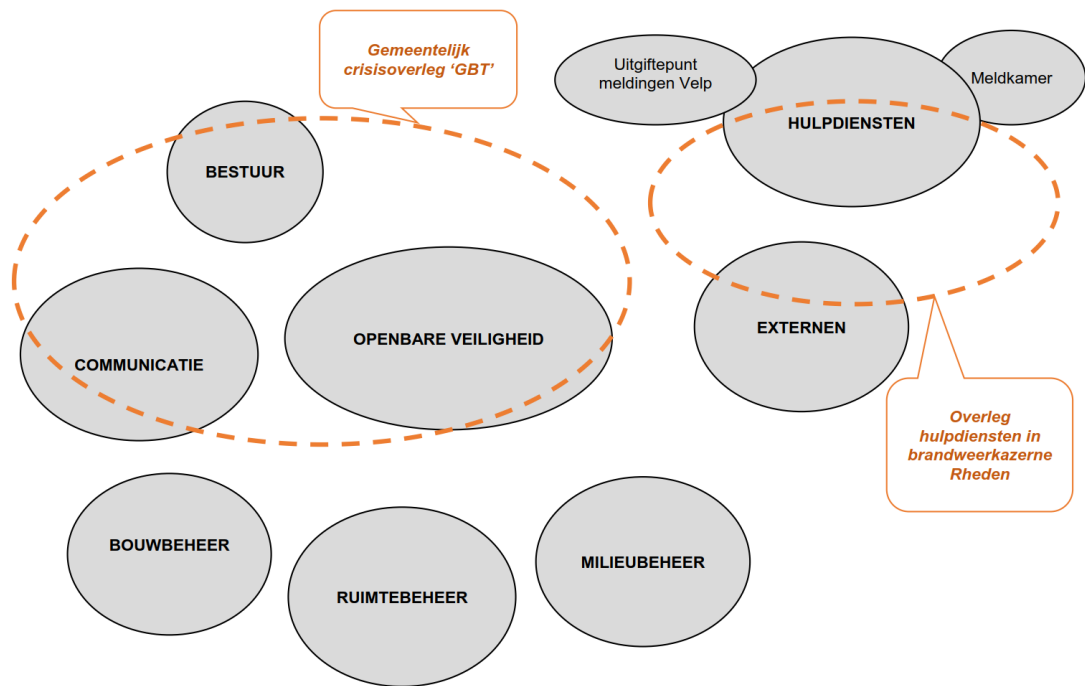 Gemeentelijk
crisisoverleg ‘GBT’
Uitgiftepunt
meldingen Velp
Meldkamer
HULPDIENSTEN
BESTUUR
EXTERNEN
OPENBARE VEILIGHEID
COMMUNICATIE
Overleg
hulpdiensten in
brandweerkazerne
Rheden
BOUWBEHEER
MILIEUBEHEER
RUIMTEBEHEER